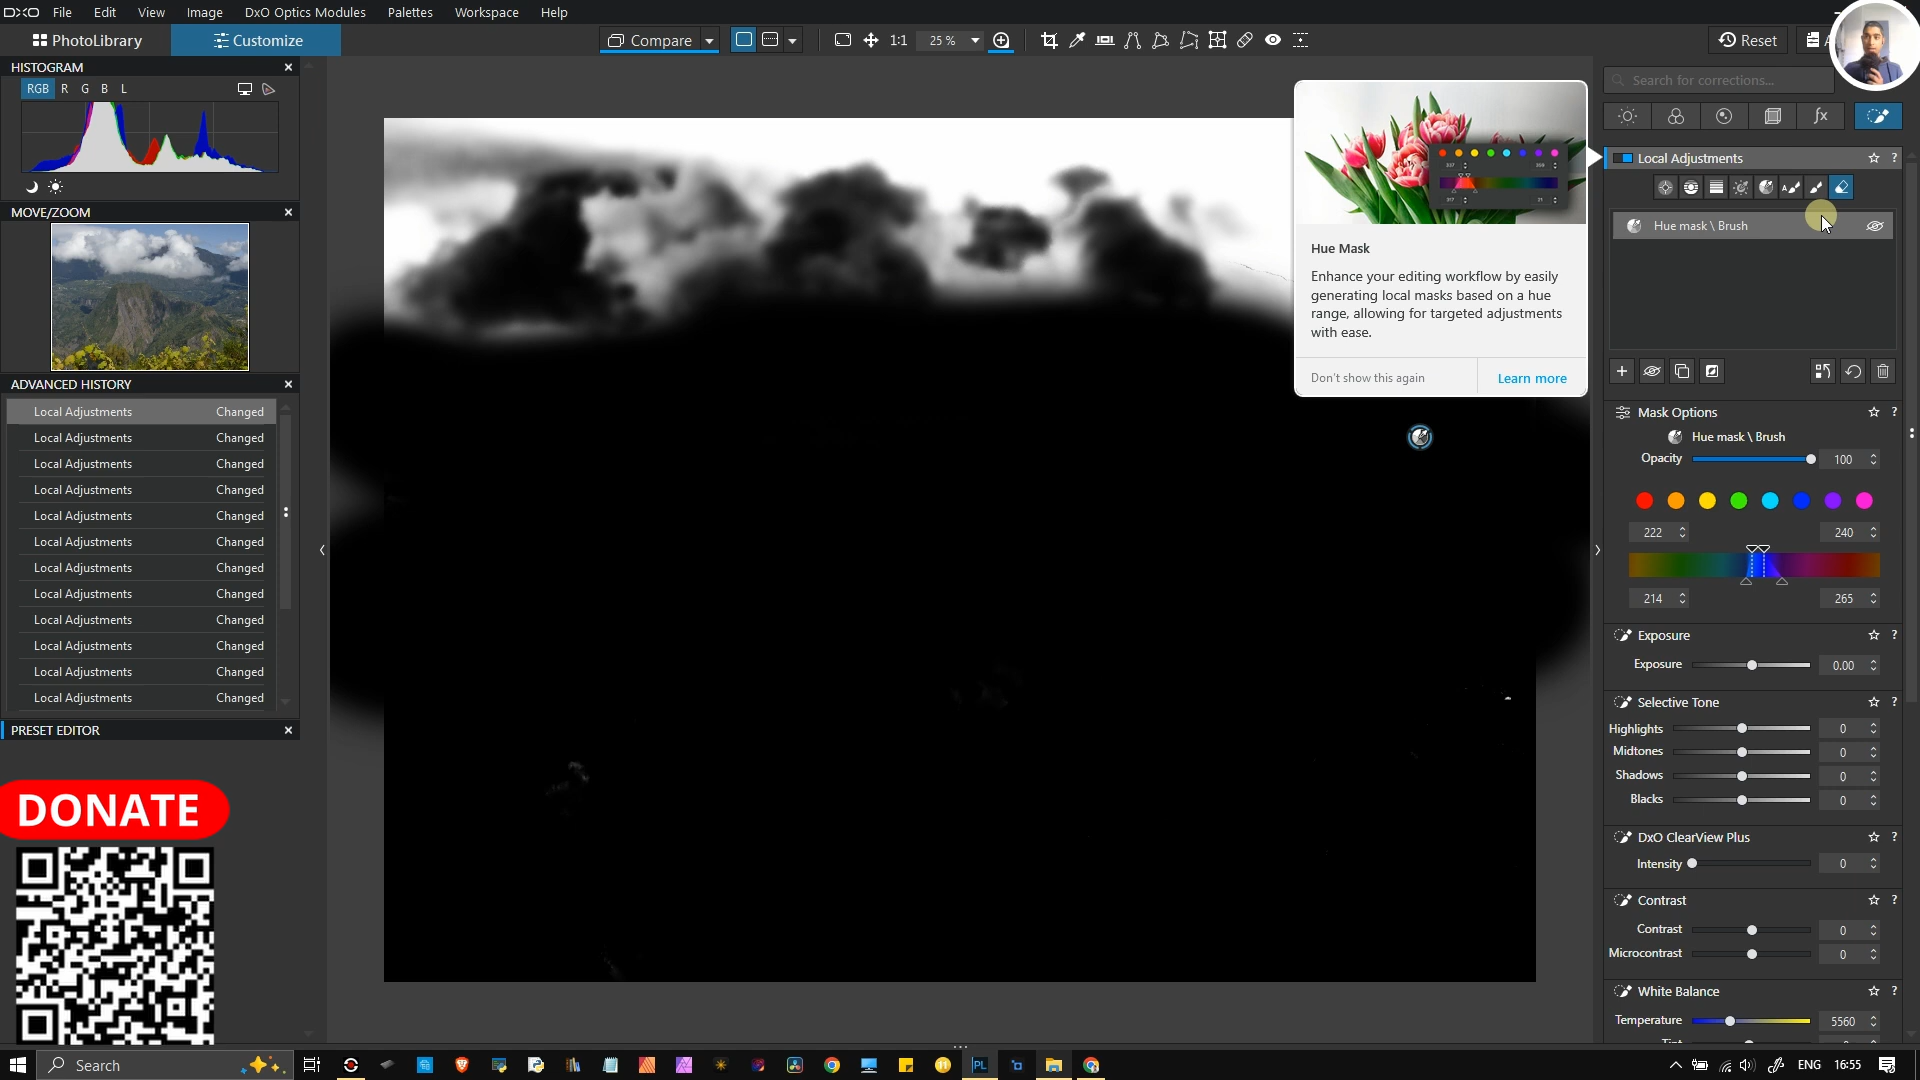 DXO File Edit View Image DxO Optics Modules Palettes Workspace Help
PhotoLibrary Customize Compare 1:1 25 % Reset
HISTOGRAM
RGB R G B L
MOVE/ZOOM
ADVANCED HISTORY
Local Adjustments Changed
Local Adjustments Changed
Local Adjustments Changed
Local Adjustments Changed
Local Adjustments Changed
Local Adjustments Changed
Local Adjustments Changed
Local Adjustments Changed
Local Adjustments Changed
Local Adjustments Changed
Local Adjustments Changed
Local Adjustments Changed
PRESET EDITOR
DONATE
Hue Mask
Enhance your editing workflow by easily
generating local masks based on a hue
range, allowing for targeted adjustments
with ease.
Don't show this again Learn more
Search for corrections...
fx
Local Adjustments ?
Hue mask \ Brush
Mask Options ?
Hue mask \ Brush
Opacity 100
222 240
214 265
Exposure ?
Exposure 0.00
Selective Tone ?
Highlights 0
Midtones 0
Shadows 0
Blacks 0
DxO ClearView Plus ?
Intensity 0
Contrast ?
Contrast 0
Microcontrast 0
White Balance ?
Temperature 5560
Search PL ENG 16:55